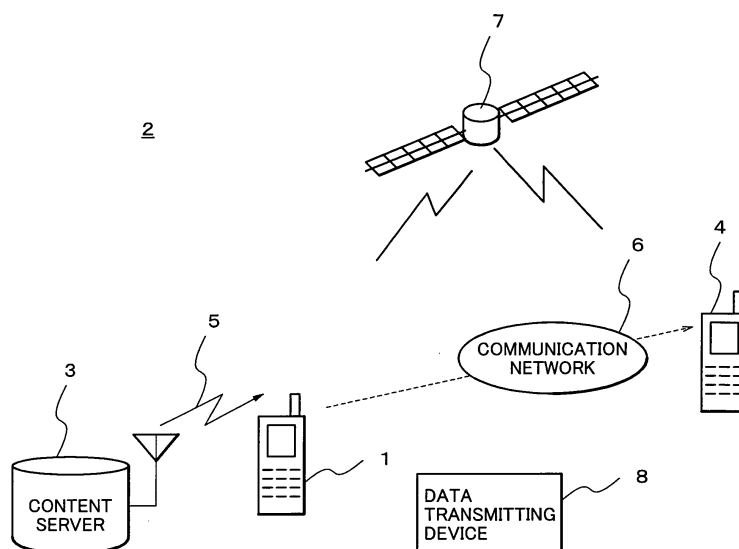 7
2
6
4
COMMUNICATION
NETWORK
5
3
1
CONTENT
SERVER
8
DATA
TRANSMITTING
DEVICE